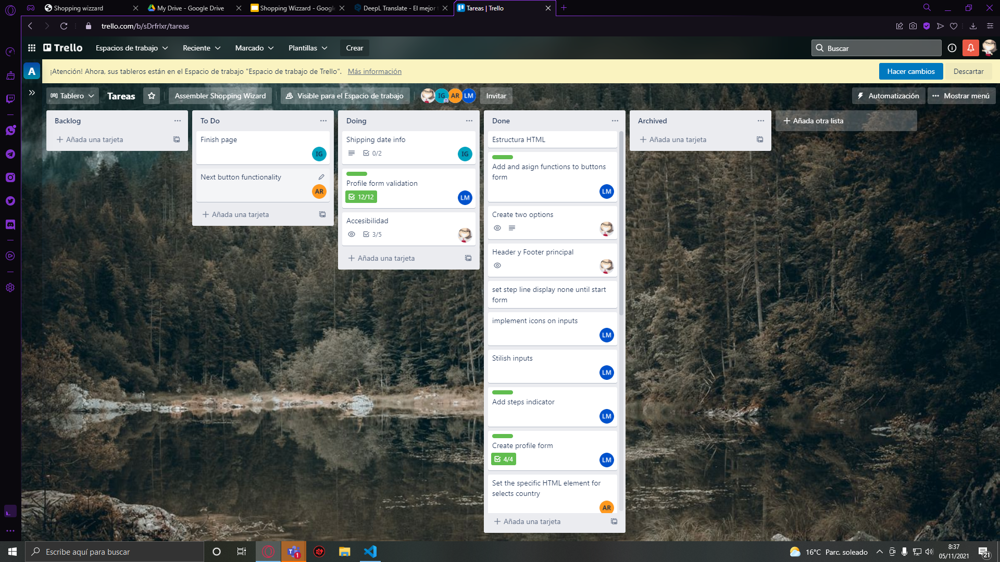 Shopping wizzard
My Drive - Google Drive
Shopping Wizzard - Google
DeepL Translate - El mejor
Tareas | Trello
trello.com/b/sDrfrlxr/tareas
Trello
Espacios de trabajo
Reciente
Marcado
Plantillas
Crear
Buscar
A
¡Atención! Ahora, sus tableros están en el Espacio de trabajo "Espacio de trabajo de Trello". Más información
Hacer cambios
Descartar
Tablero
Tareas
Assembler Shopping Wizard
Visible para el Espacio de trabajo
IG
AR
LM
Invitar
Automatización
Mostrar menú
Backlog
Añada una tarjeta
To Do
Finish page
IG
Next button functionality
AR
Añada una tarjeta
Doing
Shipping date info
0/2
IG
Profile form validation
12/12
LM
Accesibilidad
3/5
Añada una tarjeta
Done
Estructura HTML
Add and asign functions to buttons
form
LM
Create two options
Header y Footer principal
set step line display none until start
form
implement icons on inputs
LM
Stilish inputs
LM
Add steps indicator
LM
Create profile form
4/4
LM
Set the specific HTML element for
selects country
AR
Añada una tarjeta
Archived
Añada una tarjeta
Añada otra lista
Escribe aquí para buscar
1
16°C Parc. soleado
8:37
05/11/2021
21